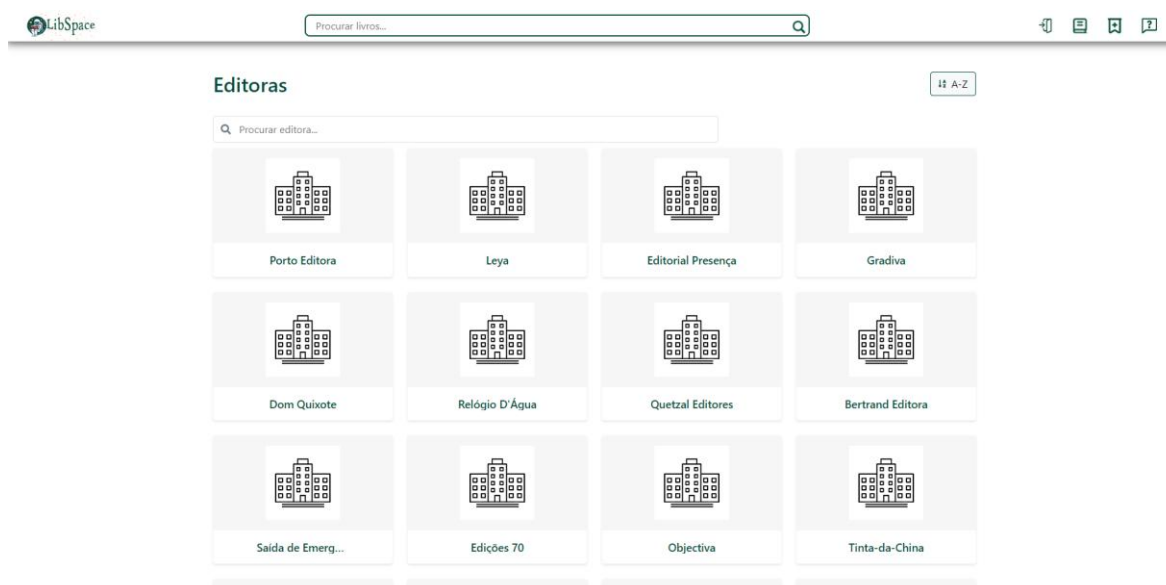 LibSpace
Procurar livros...
Editoras
A-Z
Procurar editora...
Porto Editora
Leya
Editorial Presença
Gradiva
Dom Quixote
Relógio D'Água
Quetzal Editores
Bertrand Editora
Saída de Emerg...
Edições 70
Objectiva
Tinta-da-China